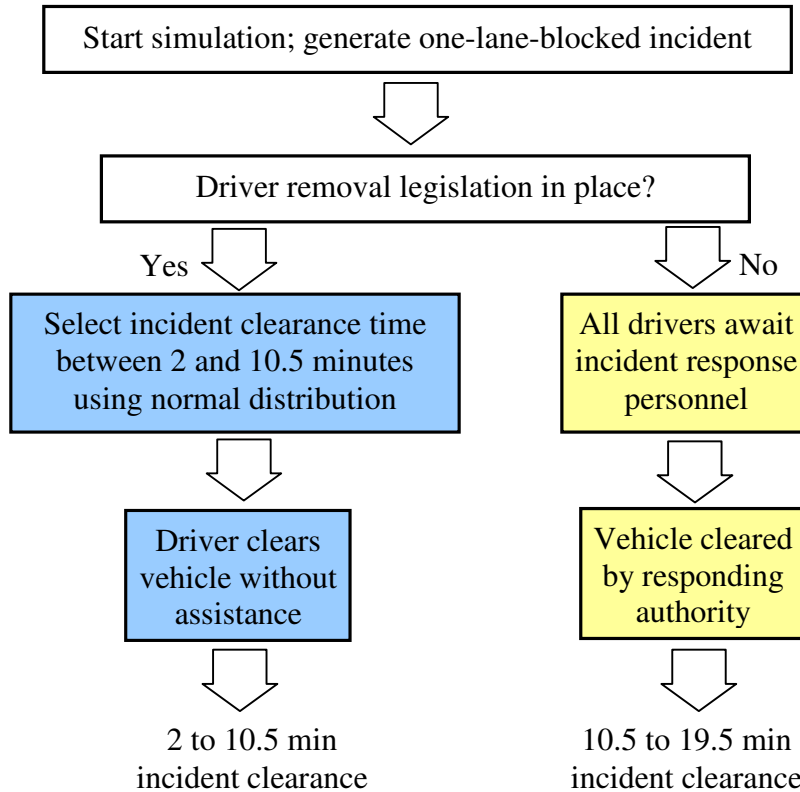 Start simulation; generate one-lane-blocked incident
Driver removal legislation in place?
Yes
No
Select incident clearance time
between 2 and 10.5 minutes
using normal distribution
All drivers await
incident response
personnel
Driver clears
vehicle without
assistance
Vehicle cleared
by responding
authority
2 to 10.5 min
incident clearance
10.5 to 19.5 min
incident clearance